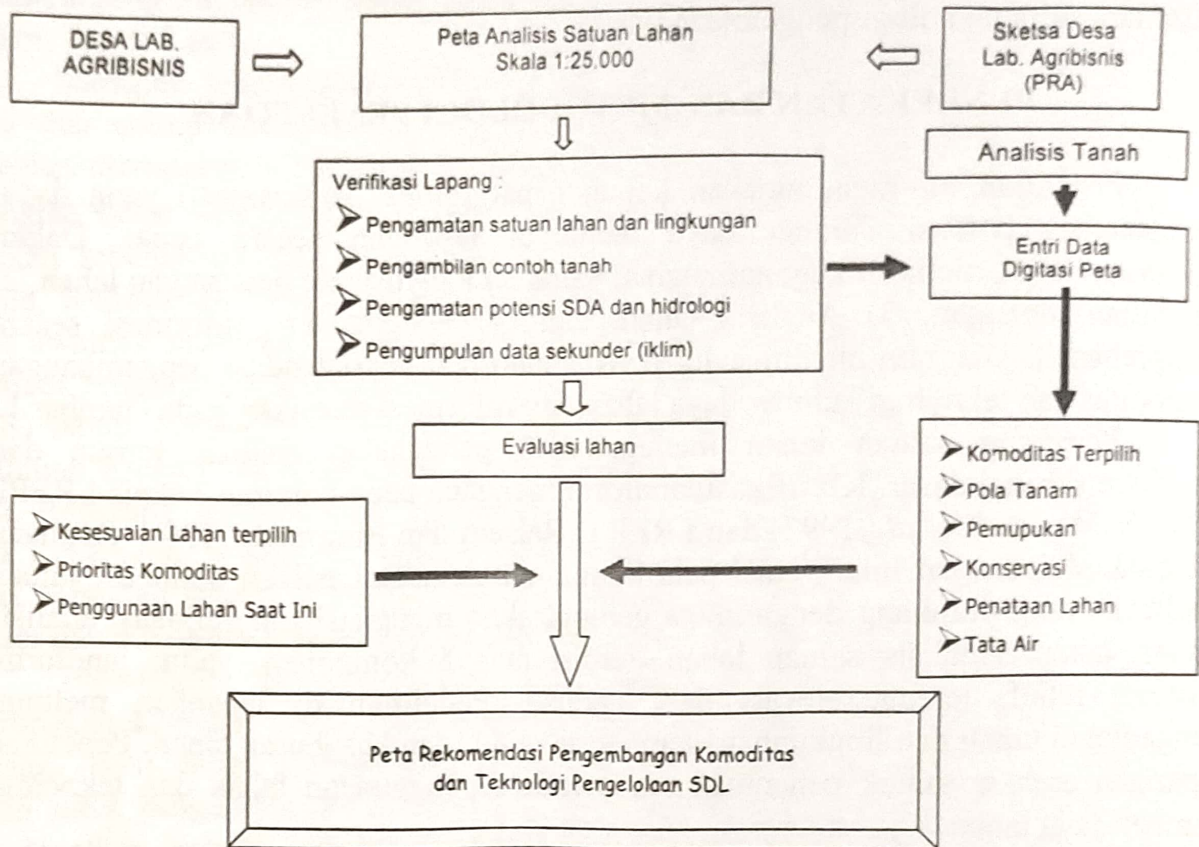 DESA LAB.
AGRIBISNIS
Peta Analisis Satuan Lahan
Skala 1:25.000
Sketsa Desa
Lab. Agribisnis
(PRA)
Analisis Tanah
Verifikasi Lapang :
➤Pengamatan satuan lahan dan lingkungan
➤Pengambilan contoh tanah
➤Pengamatan potensi SDA dan hidrologi
➤Pengumpulan data sekunder (iklim)
Entri Data
Digitasi Peta
Evaluasi lahan
➤Kesesuaian Lahan terpilih
➤Prioritas Komoditas
➤Penggunaan Lahan Saat Ini
➤Komoditas Terpilih
➤Pola Tanam
➤Pemupukan
➤Konservasi
➤Penataan Lahan
➤Tata Air
Peta Rekomendasi Pengembangan Komoditas
dan Teknologi Pengelolaan SDL